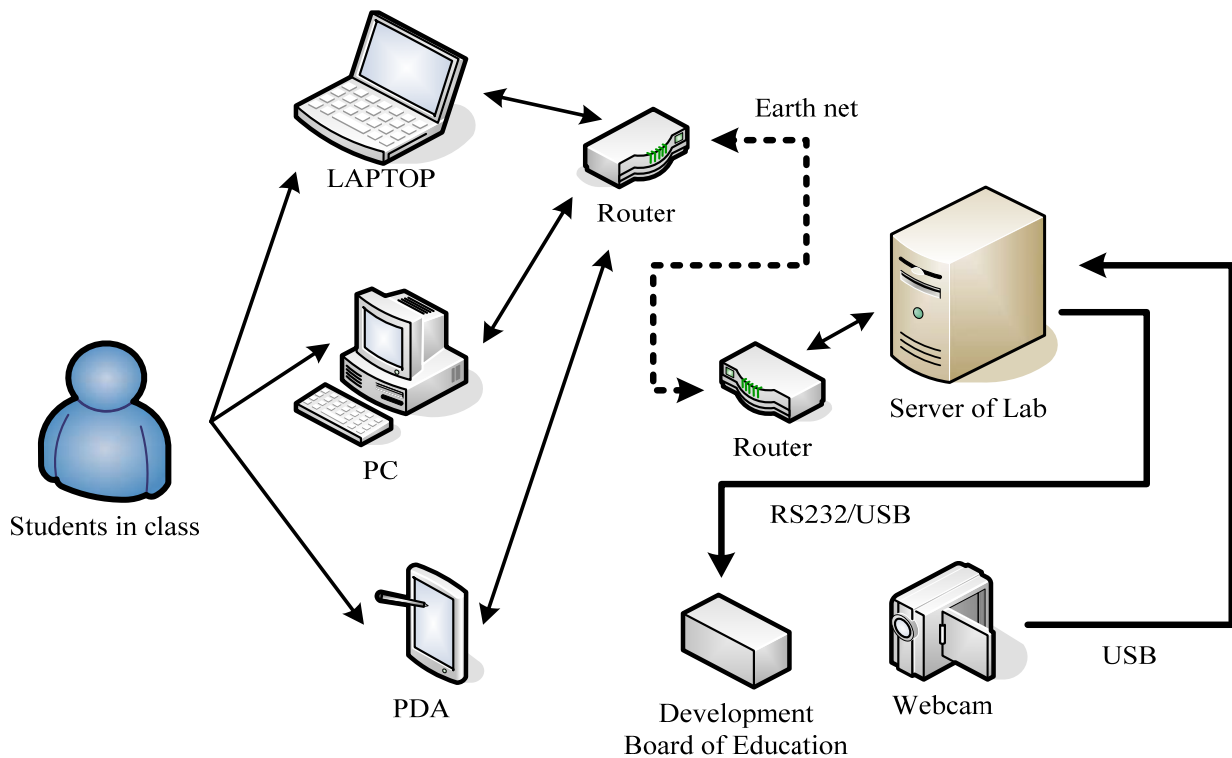 Earth net
LAPTOP
Router
Server of Lab
Router
PC
Students in class
RS232/USB
USB
PDA
Webcam
Development
Board of Education